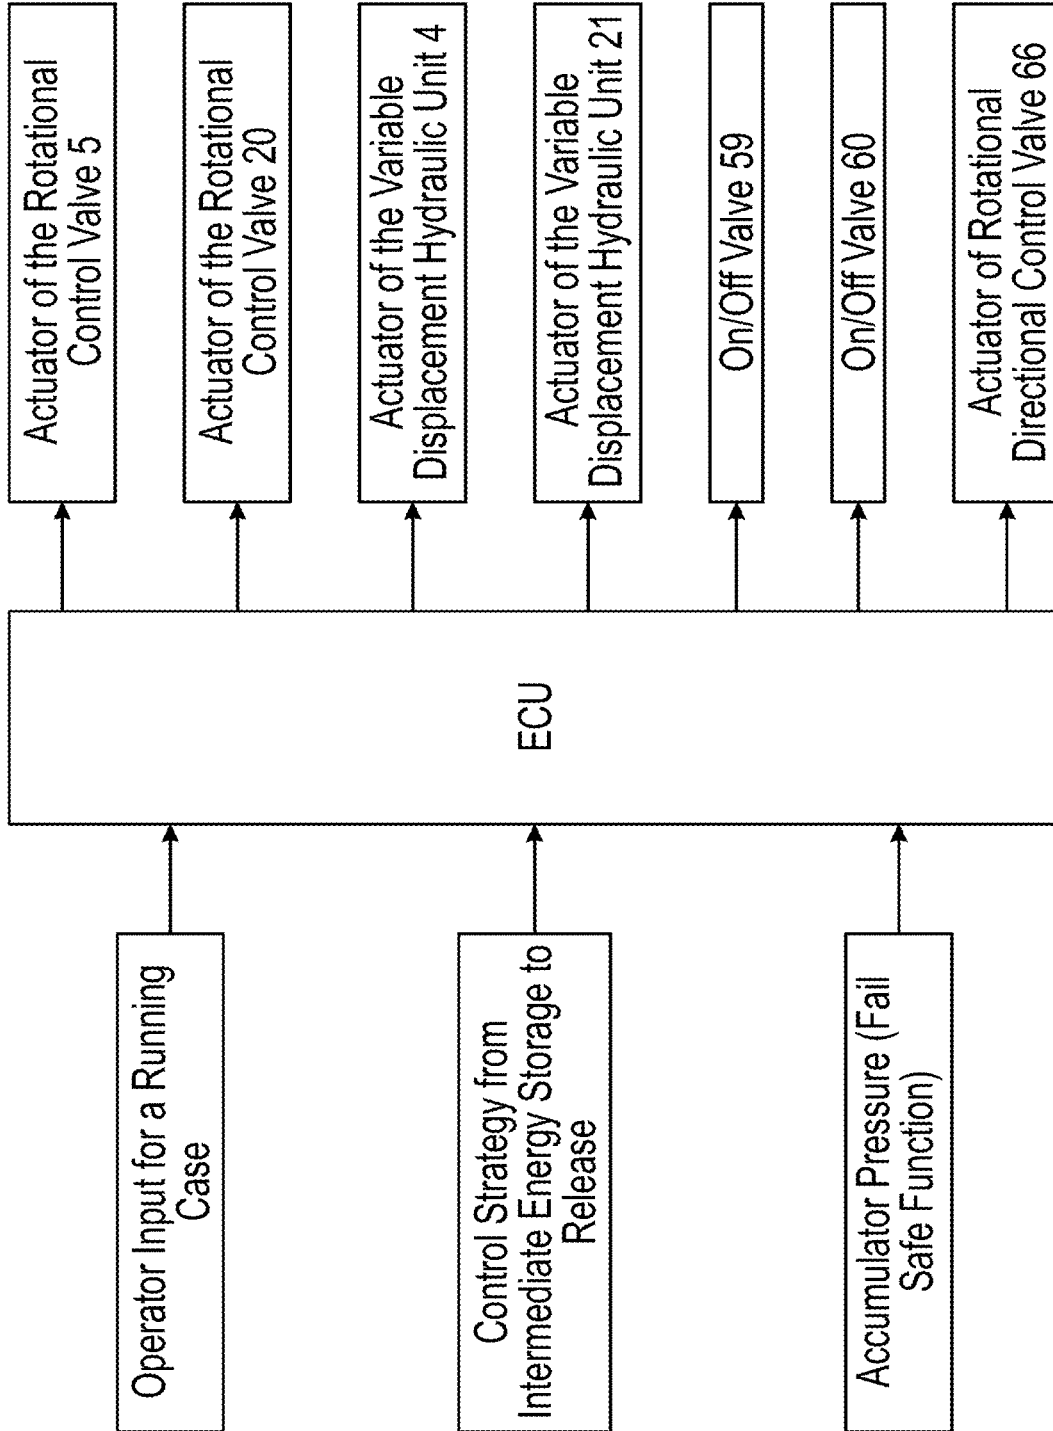 Operator Input for a Running
Case
Control Strategy from
Intermediate Energy Storage to
Release
Accumulator Pressure (Fail
Safe Function)
ECU
Actuator of the Rotational
Control Valve 5
Actuator of the Rotational
Control Valve 20
Actuator of the Variable
Displacement Hydraulic Unit 4
Actuator of the Variable
Displacement Hydraulic Unit 21
On/Off Valve 59
On/Off Valve 60
Actuator of Rotational
Directional Control Valve 66